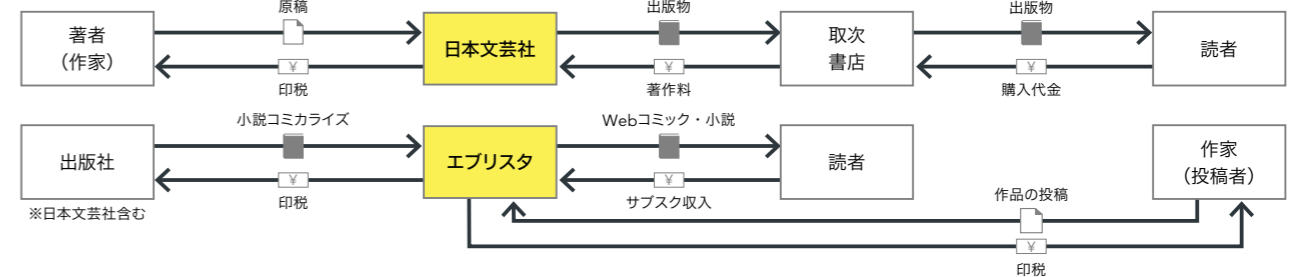 原稿
出版物
出版物
著者
（作家）
日本文芸社
取次
書店
読者
¥
¥
¥
印税
著作料
購入代金
小説コミカライズ
Webコミック・小説
出版社
エブリスタ
読者
作家
（投稿者）
¥
¥
※日本文芸社含む
印税
サブスク収入
作品の投稿
¥
印税